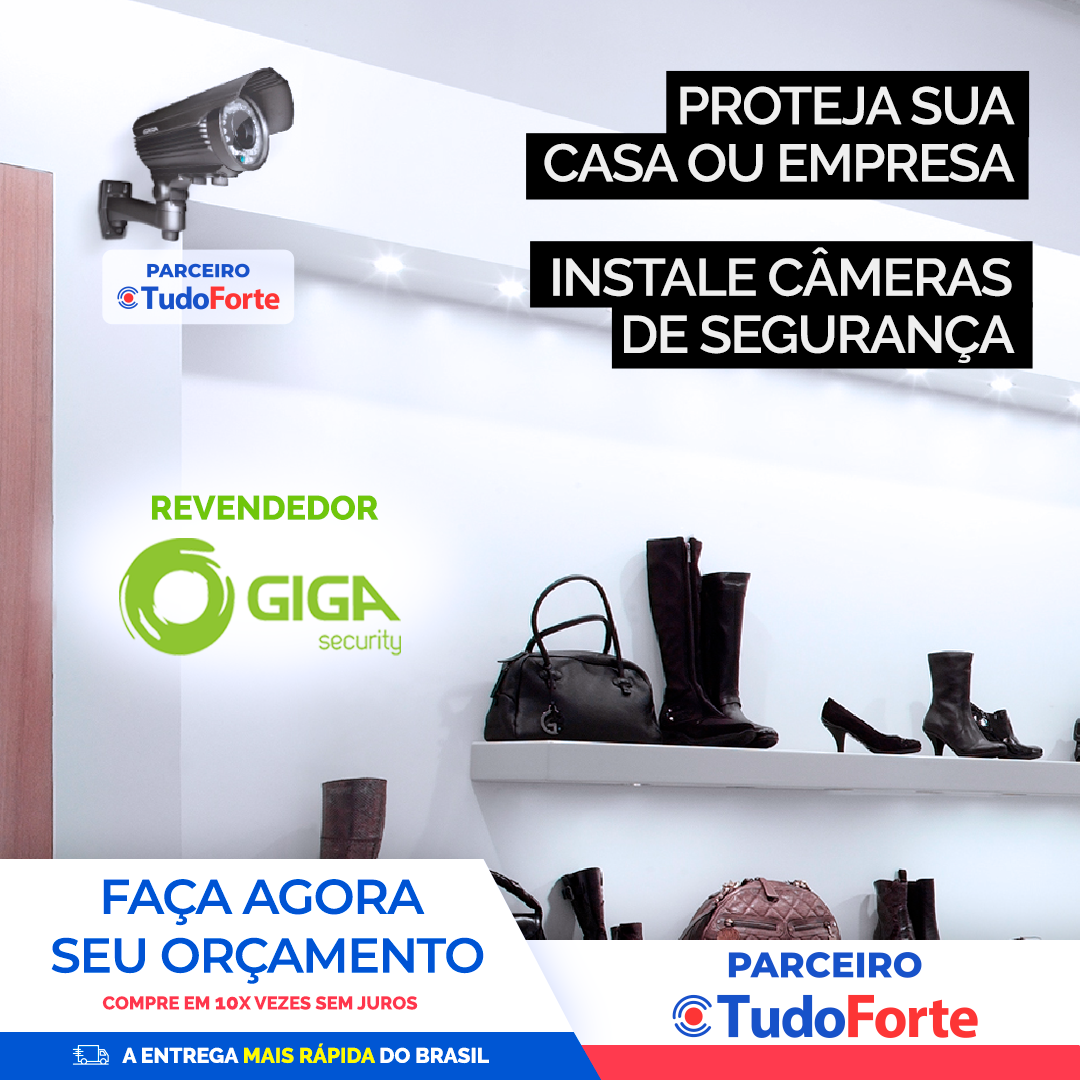 PROTEJA SUA
CASA OU EMPRESA
INSTALE CÂMERAS
DE SEGURANÇA
PARCEIRO
TudoForte
REVENDEDOR
GIGA
security
FAÇA AGORA
SEU ORÇAMENTO
COMPRE EM 10X VEZES SEM JUROS
A ENTREGA MAIS RÁPIDA DO BRASIL
PARCEIRO
TudoForte